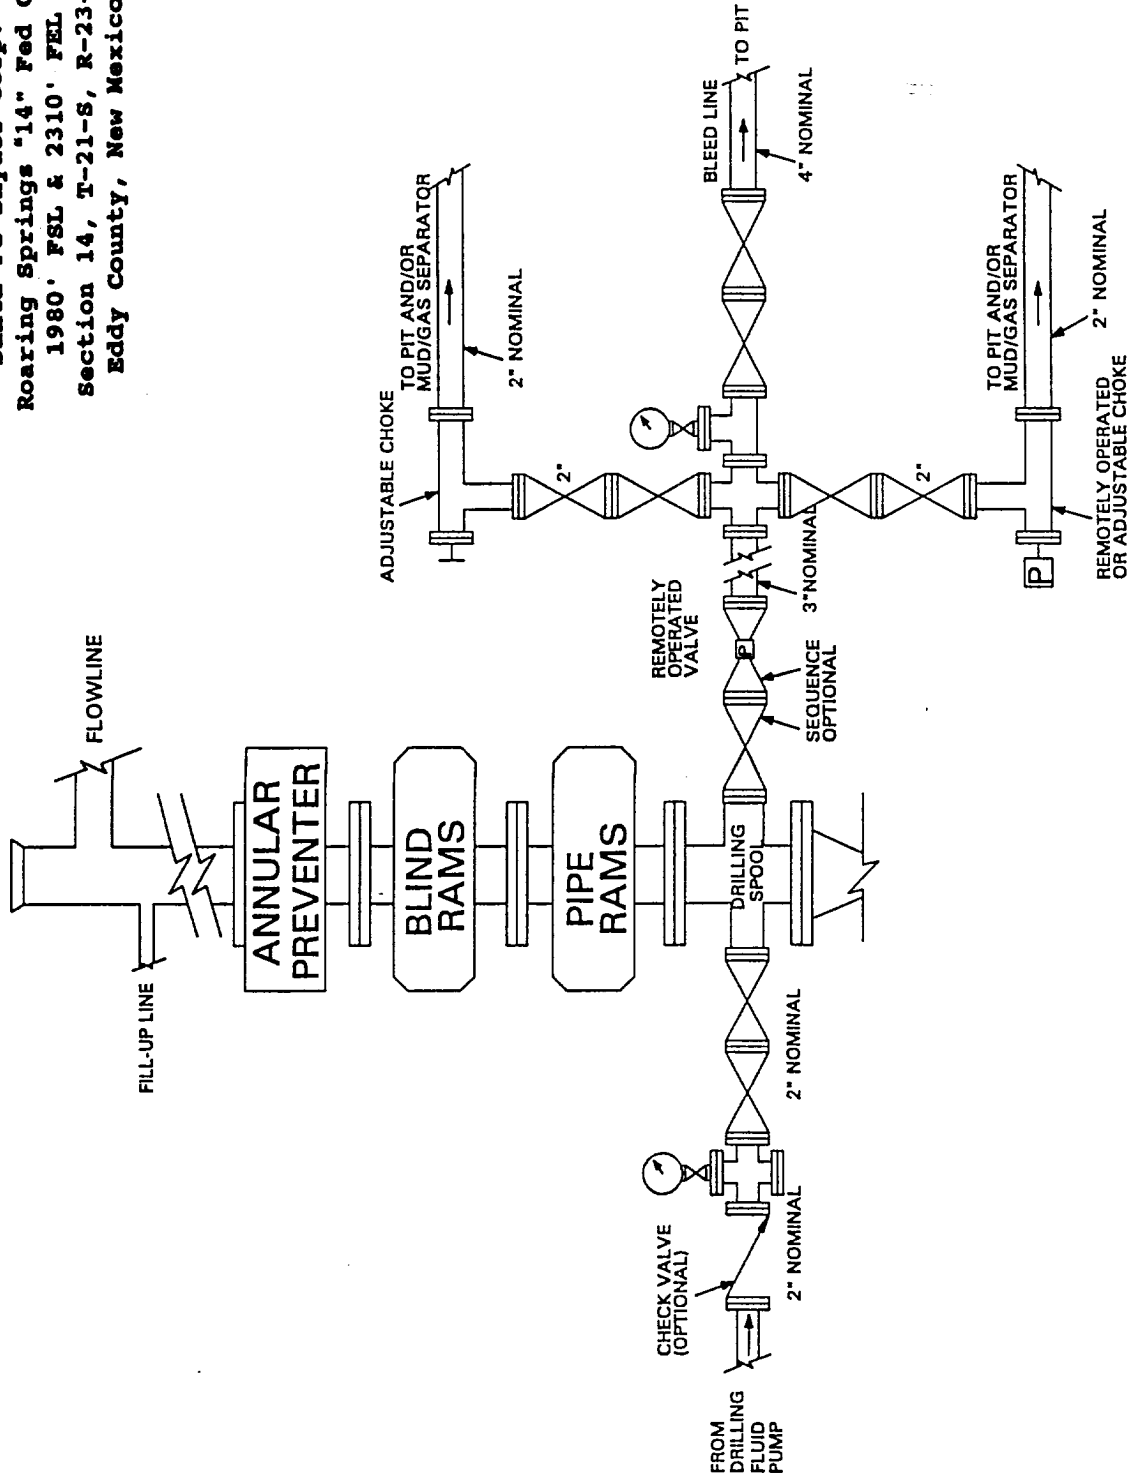 Roaring Springs "14" Fed
1980' FSL & 2310' FEL
Section 14, T-21-S, R-23-
Eddy County, New Mexico
FILL-UP LINE
FLOWLINE
ANNULAR
PREVENTER
BLIND
RAMS
PIPE
RAMS
DRILLING
SPOOL
FROM
DRILLING
FLUID
PUMP
CHECK VALVE
(OPTIONAL)
2" NOMINAL
2" NOMINAL
REMOTELY
OPERATED
VALVE
P
SEQUENCE
OPTIONAL
3"NOMINAL
ADJUSTABLE CHOKE
TO PIT AND/OR
MUD/GAS SEPARATOR
2" NOMINAL
2"
BLEED LINE
TO PIT
4" NOMINAL
2"
TO PIT AND/OR
MUD/GAS SEPARATOR
2" NOMINAL
P
REMOTELY OPERATED
OR ADJUSTABLE CHOKE